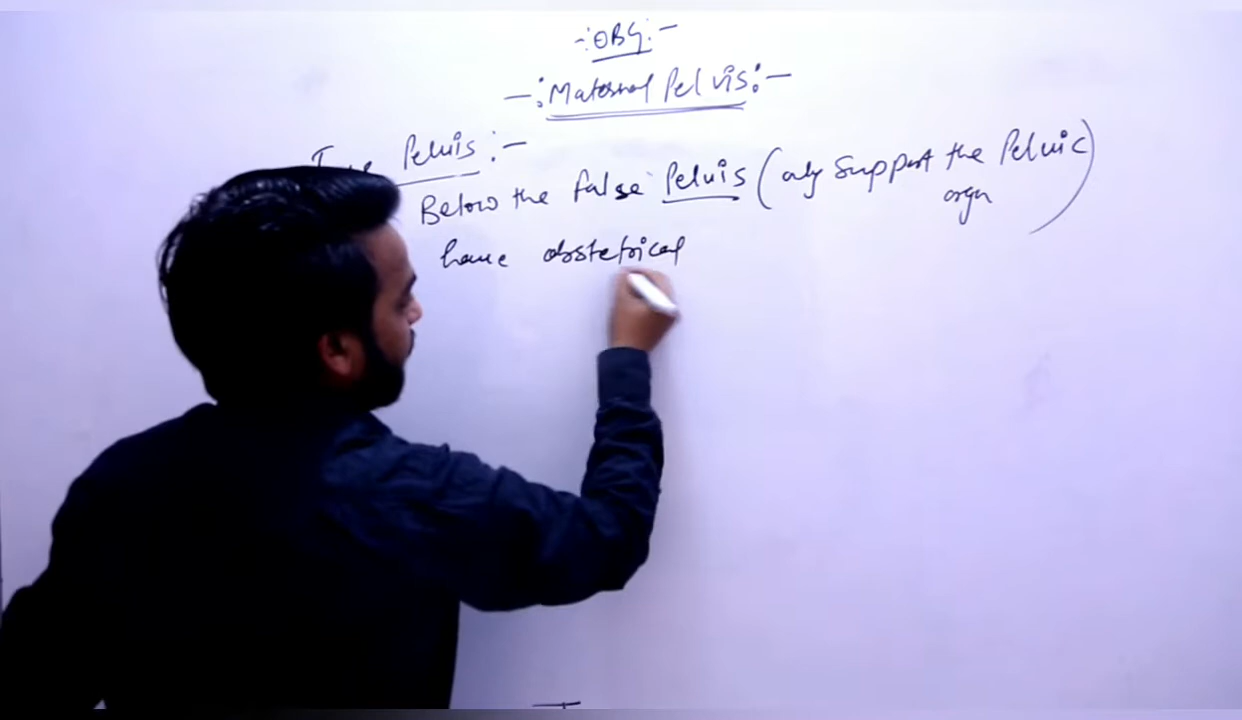 -:OBG:-
-:Maternal Pelvis:-
Pelvis :-
Below the false Pelvis (only Support the Pelvic
organ)
have obstetrical